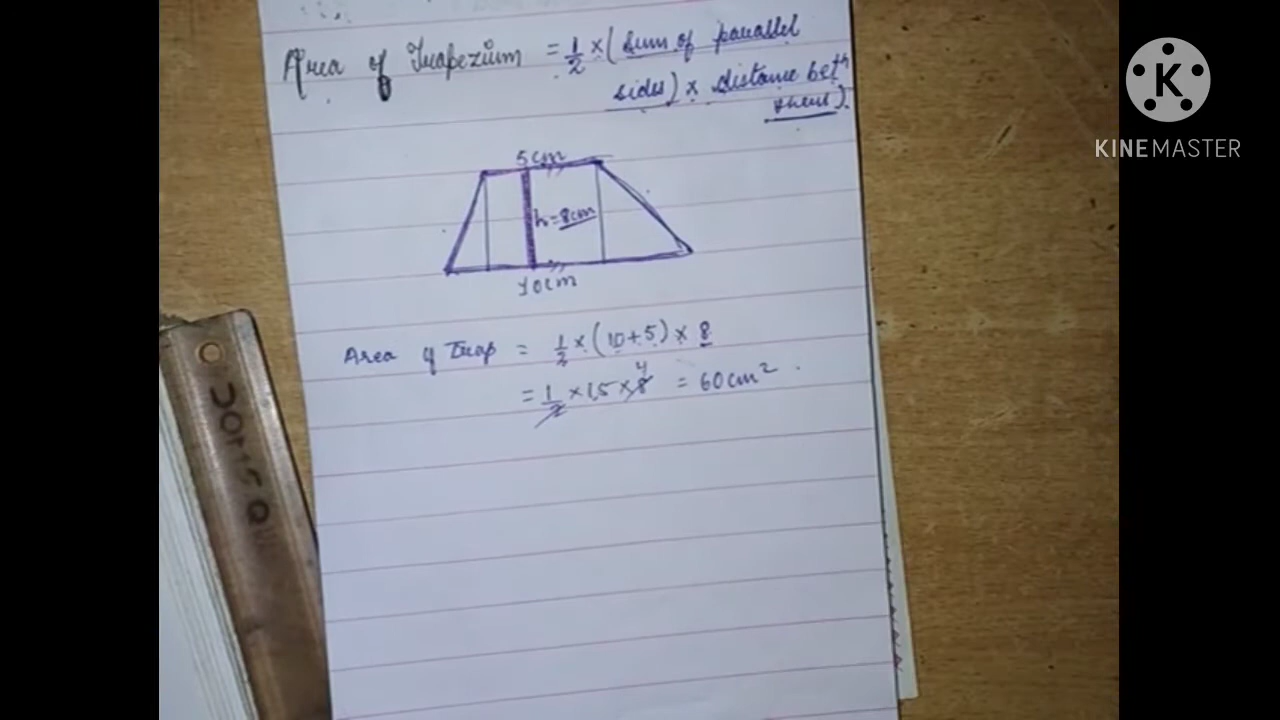 Area of Trapezium = 1/2 × (sum of parallel
sides) × distance betn
them).
5cm
h = 8cm
10cm
Area of Trap = 1/2 × (10+5) × 8
4
= 1/2 × 15 × 8 = 60cm²
K
KINEMASTER